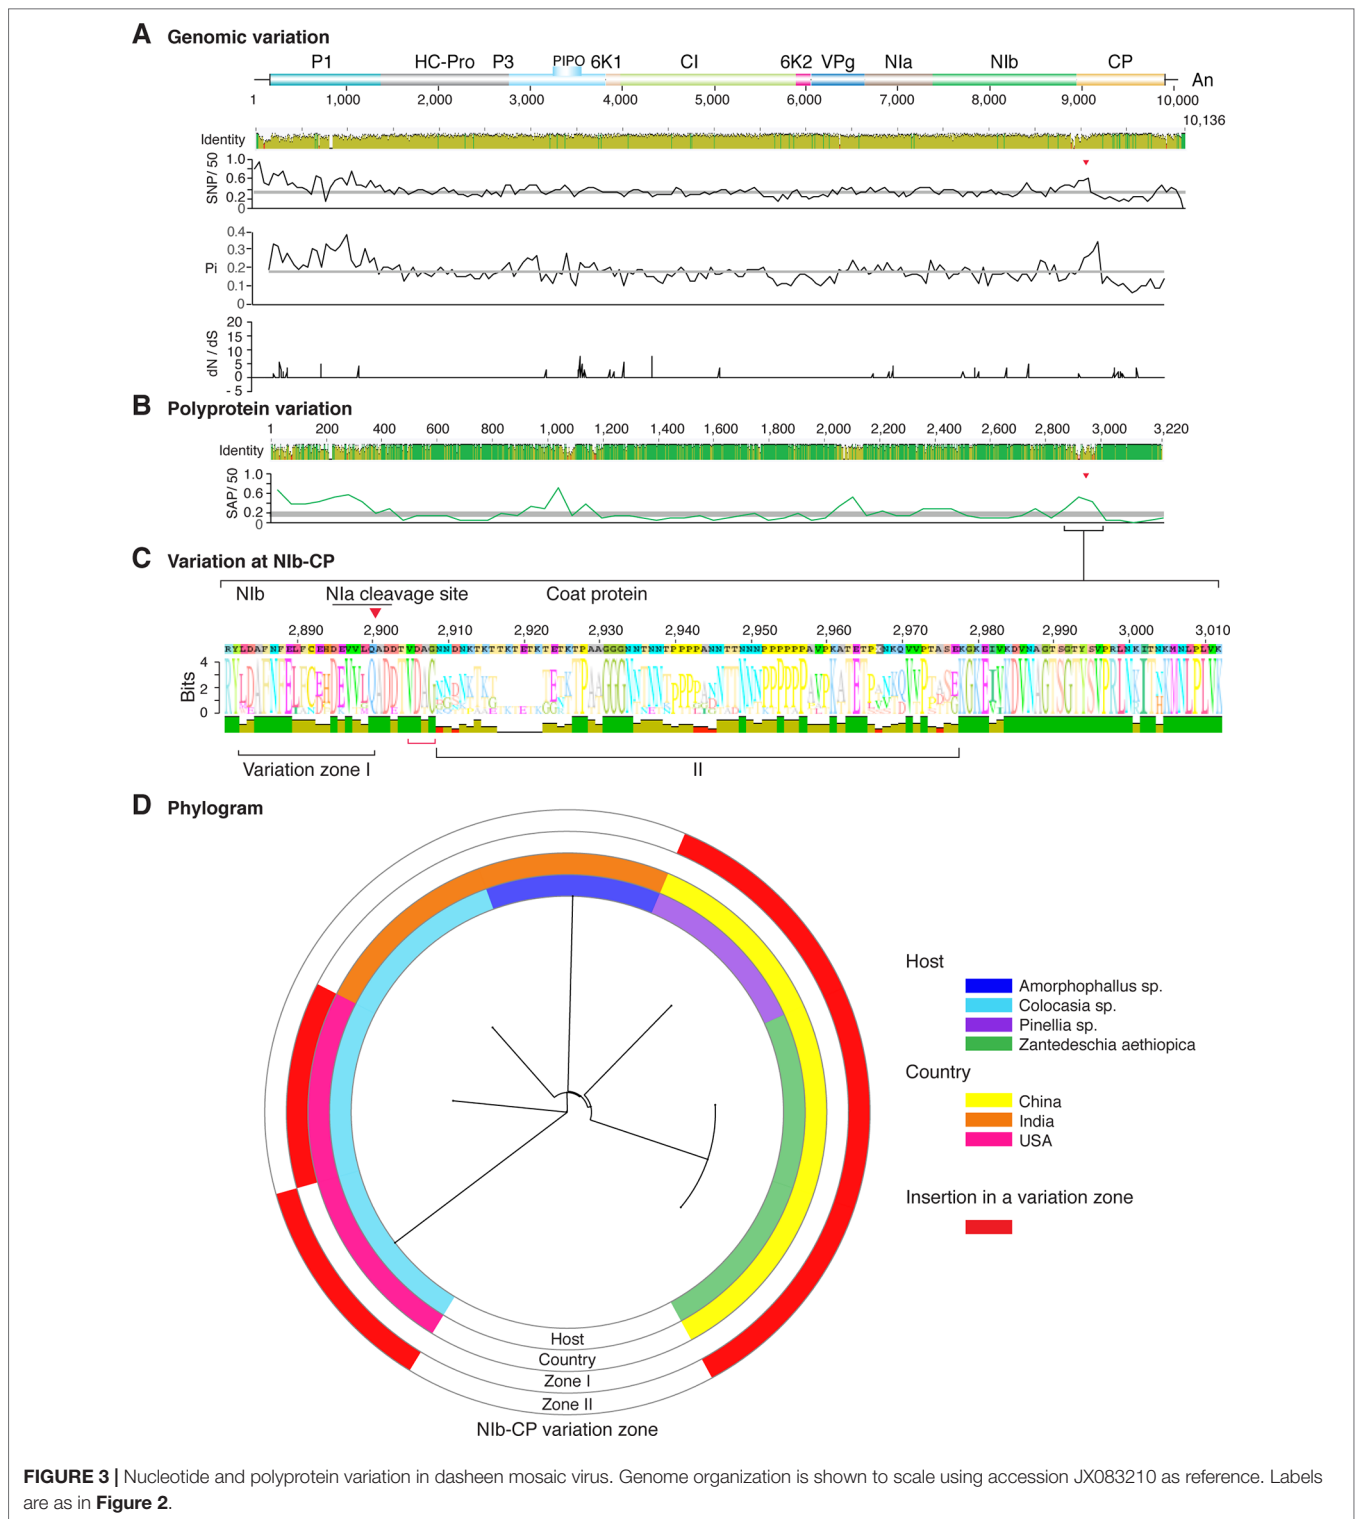 A Genomic variation
P1 HC-Pro P3 PIPO 6K1 CI 6K2 VPg NIa NIb CP
An
1 1,000 2,000 3,000 4,000 5,000 6,000 7,000 8,000 9,000 10,000
10,136
Identity
SNP/ 50
1.0
0.6
0.2
0
Pi
0.4
0.3
0.2
0.1
0
dN / dS
20
15
10
5
0
- 5
B Polyprotein variation
1 200 400 600 800 1,000 1,200 1,400 1,600 1,800 2,000 2,200 2,400 2,600 2,800 3,000 3,220
Identity
SAP/ 50
1.0
0.6
0.2
0
C Variation at NIb-CP
NIb NIa cleavage site Coat protein
2,890 2,900 2,910 2,920 2,930 2,940 2,950 2,960 2,970 2,980 2,990 3,000 3,010
Bits
4
2
0
Variation zone I II
D Phylogram
Host
Amorphophallus sp.
Colocasia sp.
Pinellia sp.
Zantedeschia aethiopica
Country
China
India
USA
Insertion in a variation zone
Host
Country
Zone I
Zone II
NIb-CP variation zone
FIGURE 3 | Nucleotide and polyprotein variation in dasheen mosaic virus. Genome organization is shown to scale using accession JX083210 as reference. Labels
are as in Figure 2.